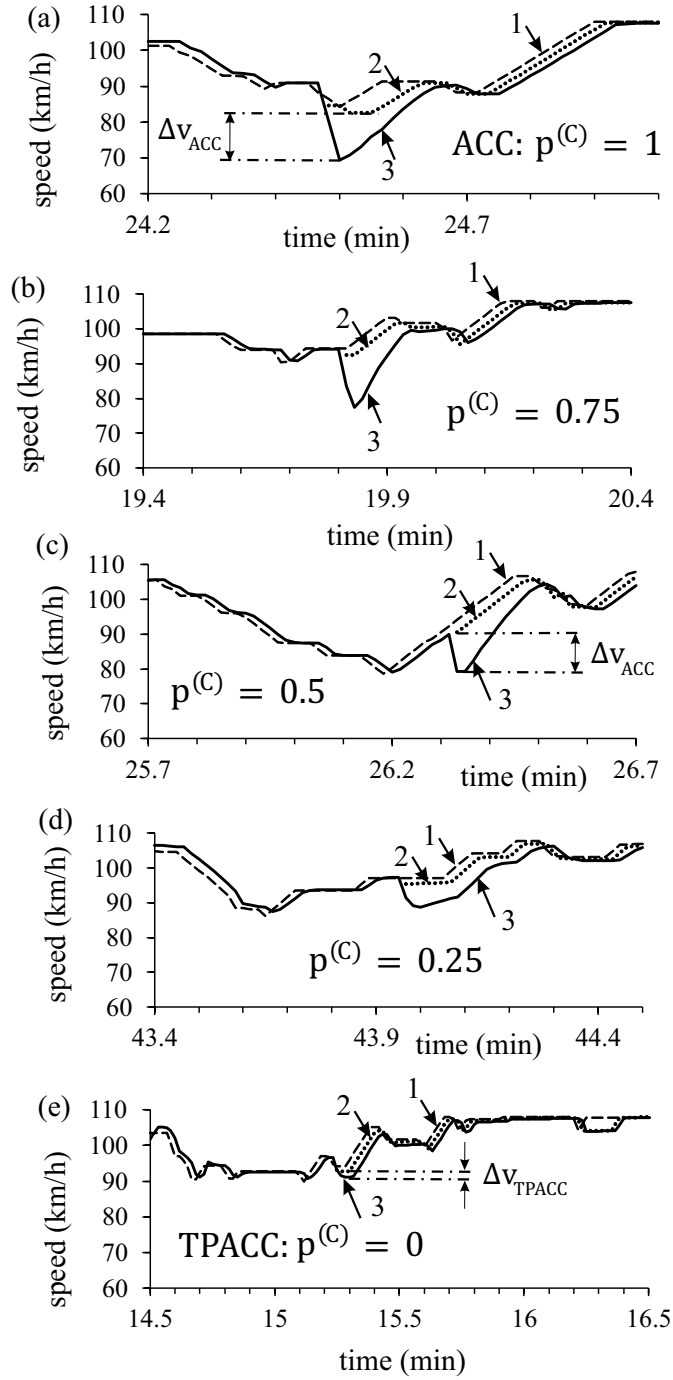 (a)
110
100
90
80
70
60
speed (km/h)
1
2
3
Δv_ACC
ACC: p^(C) = 1
24.2
24.7
time (min)
(b)
110
100
90
80
70
60
speed (km/h)
1
2
3
p^(C) = 0.75
19.4
19.9
20.4
time (min)
(c)
110
100
90
80
70
60
speed (km/h)
1
2
3
Δv_ACC
p^(C) = 0.5
25.7
26.2
26.7
time (min)
(d)
110
100
90
80
70
60
speed (km/h)
1
2
3
p^(C) = 0.25
43.4
43.9
44.4
time (min)
(e)
110
100
90
80
70
60
speed (km/h)
1
2
3
Δv_TPACC
TPACC: p^(C) = 0
14.5
15
15.5
16
16.5
time (min)